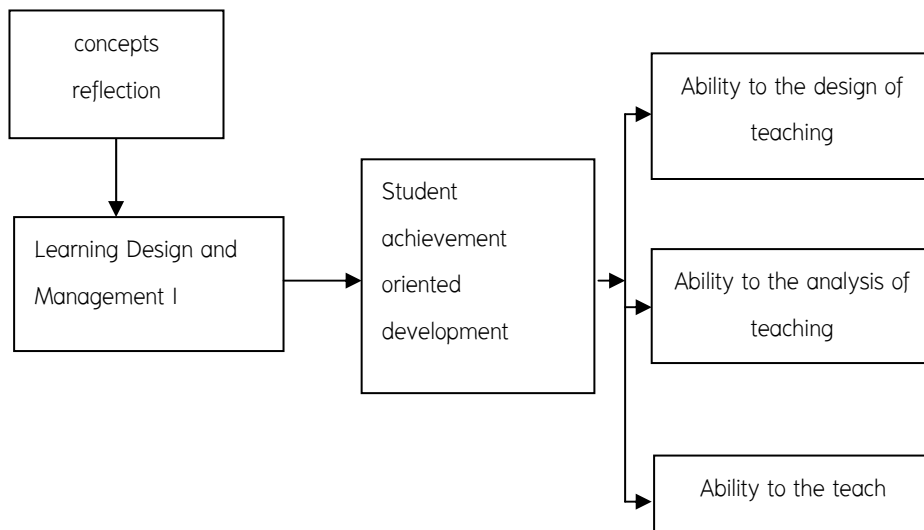 concepts
reflection
Learning Design and
Management I
Student
achievement
oriented
development
Ability to the design of
teaching
Ability to the analysis of
teaching
Ability to the teach